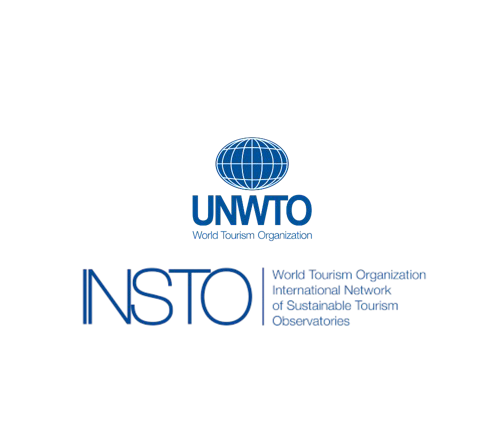 UNWTO
World Tourism Organization
INSTO
World Tourism Organization
International Network
of Sustainable Tourism
Observatories